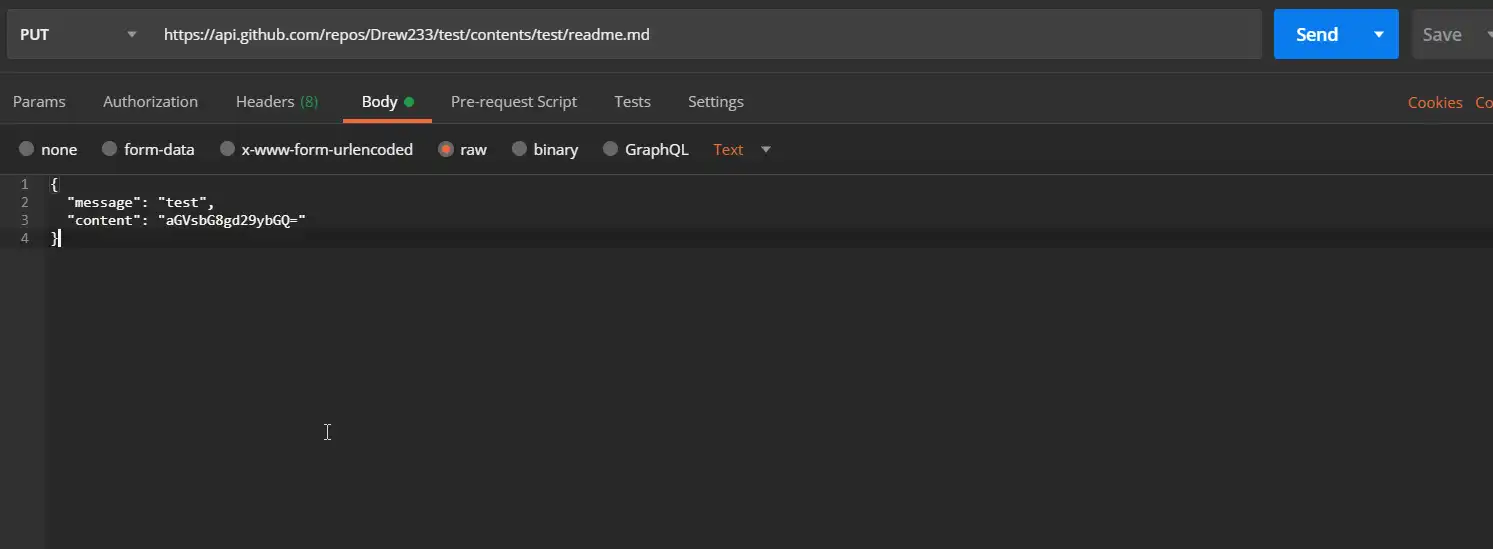 PUT https://api.github.com/repos/Drew233/test/contents/test/readme.md Send Save
Params Authorization Headers (8) Body Pre-request Script Tests Settings Cookies Co
none form-data x-www-form-urlencoded raw binary GraphQL Text
1 {
2 "message": "test",
3 "content": "aGVsbG8gd29ybGQ="
4 }